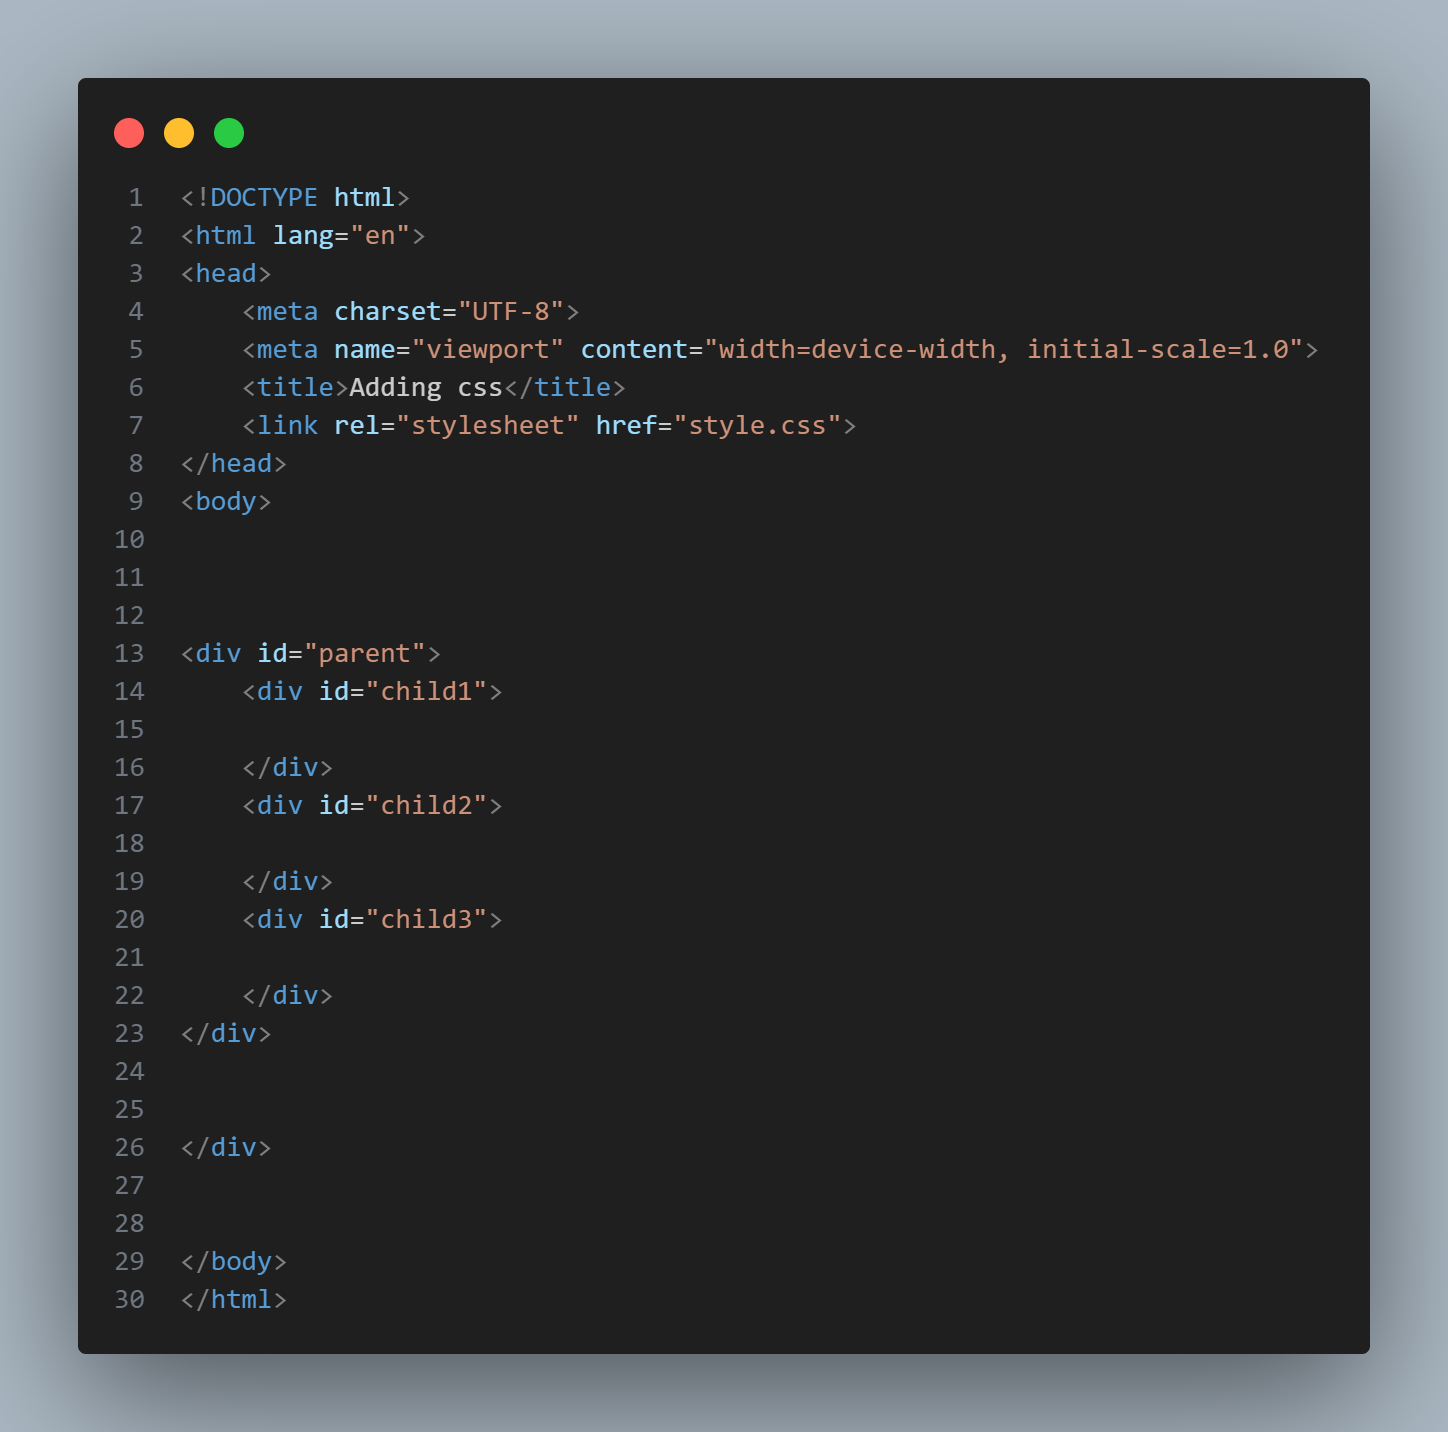 1 <!DOCTYPE html>
2 <html lang="en">
3 <head>
4     <meta charset="UTF-8">
5     <meta name="viewport" content="width=device-width, initial-scale=1.0">
6     <title>Adding css</title>
7     <link rel="stylesheet" href="style.css">
8 </head>
9 <body>
10
11
12
13 <div id="parent">
14     <div id="child1">
15
16     </div>
17     <div id="child2">
18
19     </div>
20     <div id="child3">
21
22     </div>
23 </div>
24
25
26 </div>
27
28
29 </body>
30 </html>